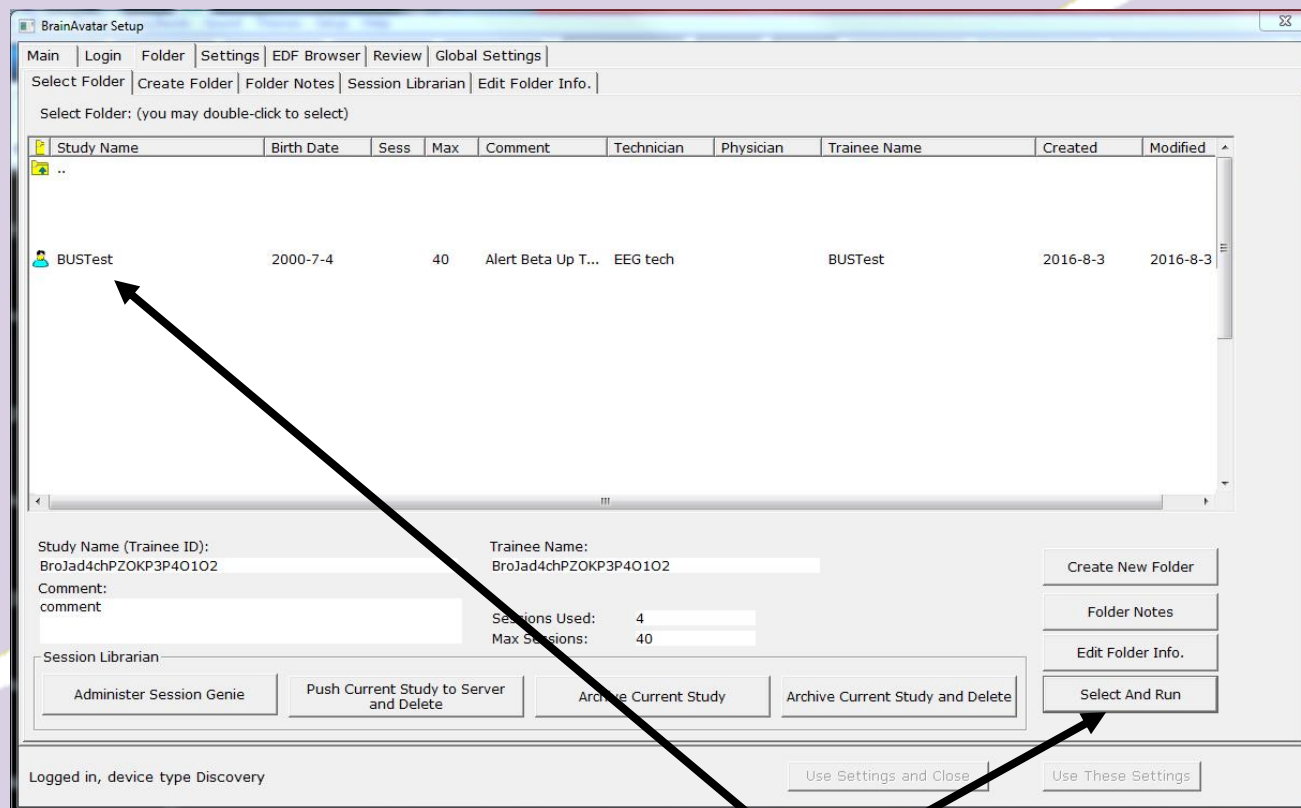 BrainAvatar Setup
Main Login Folder Settings EDF Browser Review Global Settings
Select Folder Create Folder Folder Notes Session Librarian Edit Folder Info.
Select Folder: (you may double-click to select)
Study Name Birth Date Sess Max Comment Technician Physician Trainee Name Created Modified
..
BUSTest 2000-7-4 40 Alert Beta Up T... EEG tech BUSTest 2016-8-3 2016-8-3
Study Name (Trainee ID): Trainee Name:
BroJad4chPZOKP3P4O1O2 BroJad4chPZOKP3P4O1O2
Comment:
comment
Sessions Used: 4
Max Sessions: 40
Create New Folder
Folder Notes
Edit Folder Info.
Select And Run
Session Librarian
Administer Session Genie
Push Current Study to Server
and Delete
Archive Current Study
Archive Current Study and Delete
Logged in, device type Discovery
Use Settings and Close
Use These Settings